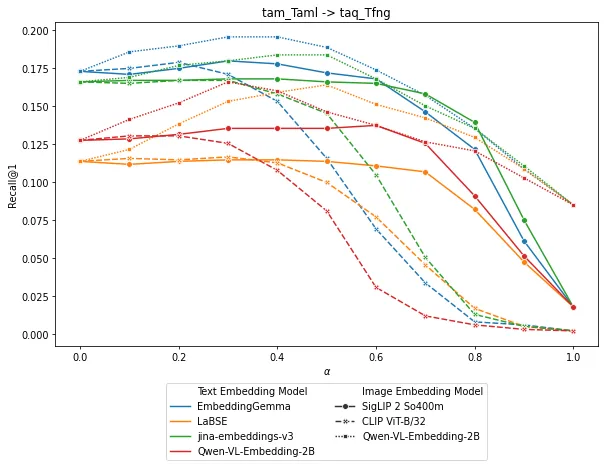 tam_Taml -> taq_Tfng
0.200
0.175
0.150
0.125
0.100
0.075
0.050
0.025
0.000
Recall@1
0.0 0.2 0.4 0.6 0.8 1.0
α
Text Embedding Model Image Embedding Model
EmbeddingGemma SigLIP 2 So400m
LaBSE CLIP ViT-B/32
jina-embeddings-v3 Qwen-VL-Embedding-2B
Qwen-VL-Embedding-2B